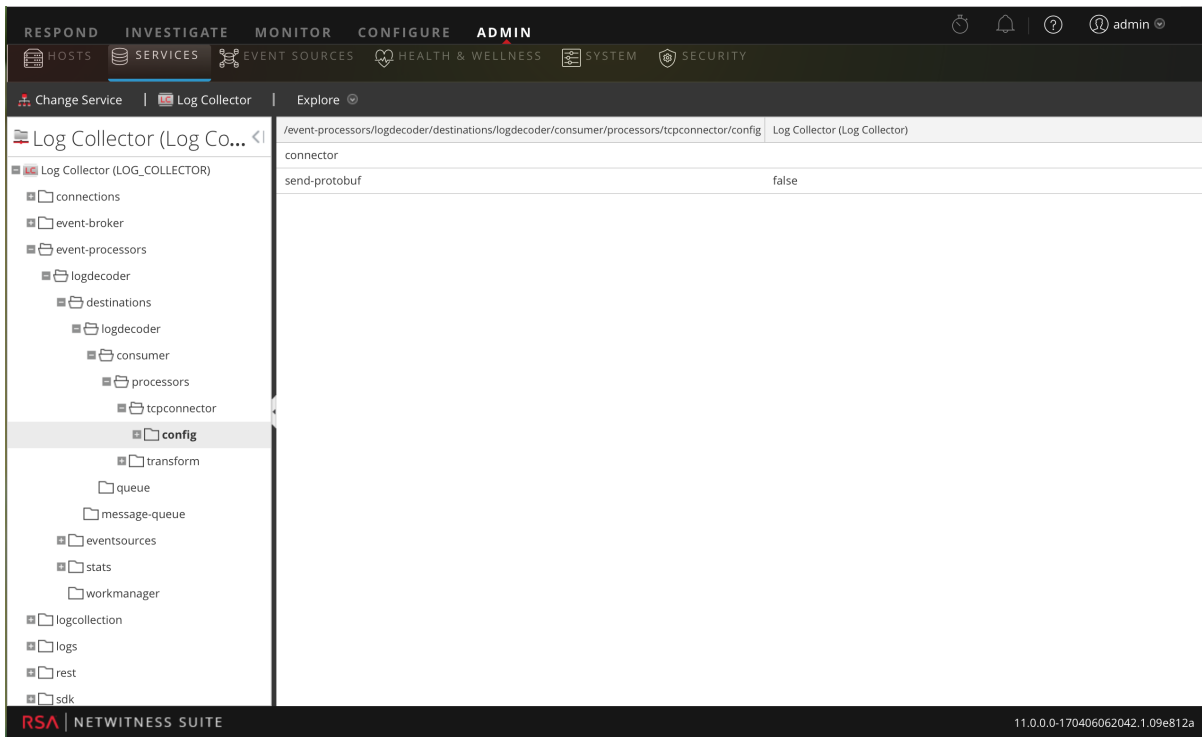 RESPOND INVESTIGATE MONITOR CONFIGURE ADMIN admin
HOSTS SERVICES EVENT SOURCES HEALTH & WELLNESS SYSTEM SECURITY
Change Service | LC Log Collector | Explore
Log Collector (Log Co...
/event-processors/logdecoder/destinations/logdecoder/consumer/processors/tcpconnector/config Log Collector (Log Collector)
connector
send-protobuf false
LC Log Collector (LOG_COLLECTOR)
connections
event-broker
event-processors
logdecoder
destinations
logdecoder
consumer
processors
tcpconnector
config
transform
queue
message-queue
eventsources
stats
workmanager
logcollection
logs
rest
sdk
RSA | NETWITNESS SUITE 11.0.0.0-170406062042.1.09e812a